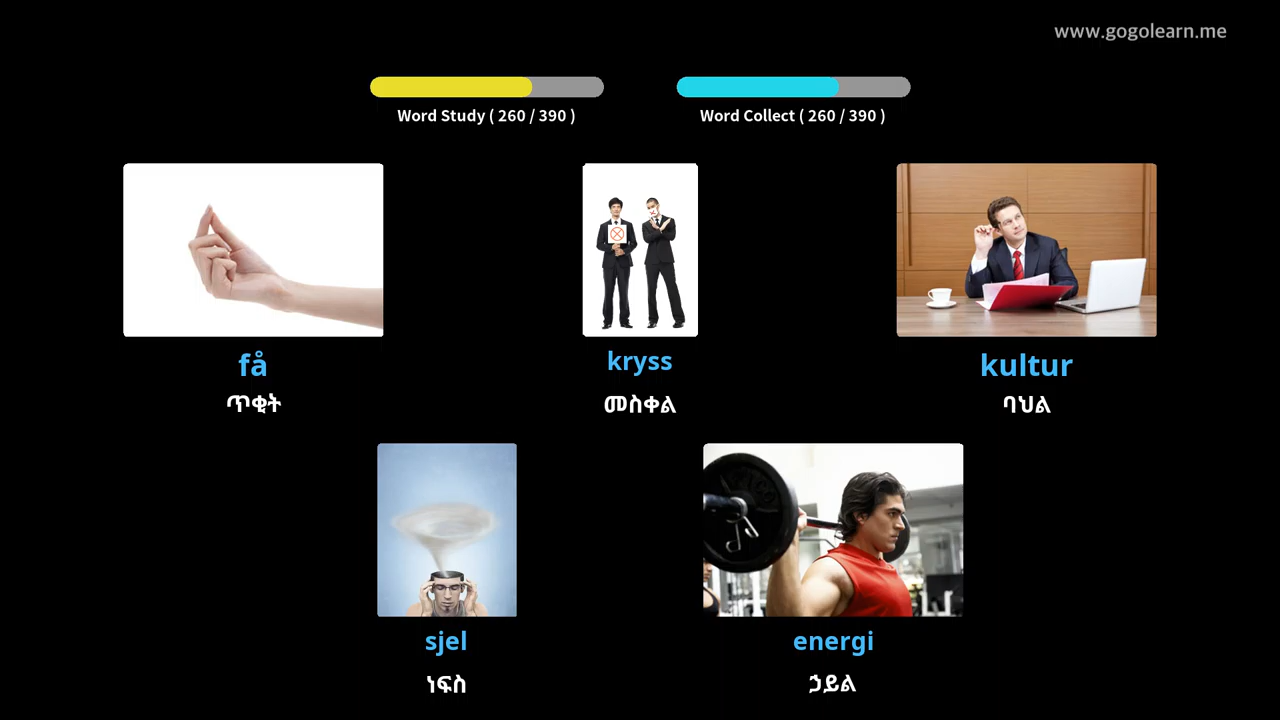 www.gogolearn.me
Word Study ( 260 / 390 )
Word Collect ( 260 / 390 )
få
kryss
kultur
ጥቂት
መስቀል
ባህል
sjel
energi
ነፍስ
ኃይል